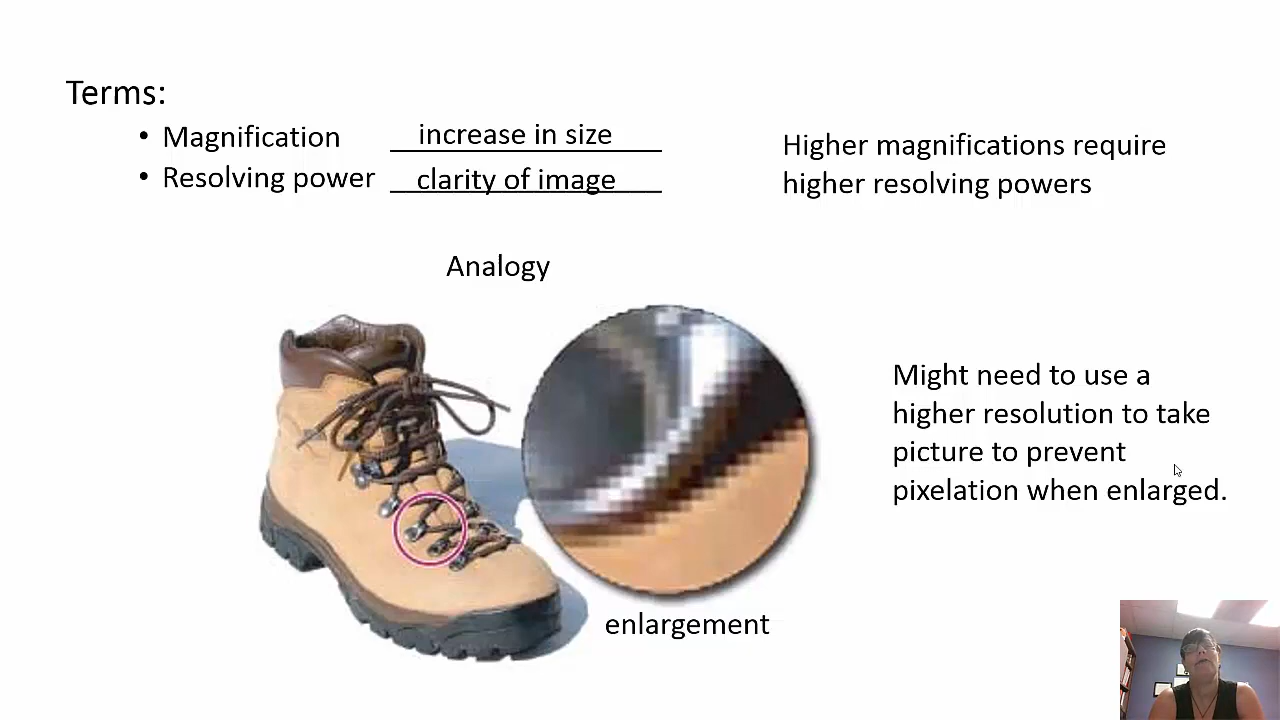 Terms:
• Magnification increase in size
• Resolving power clarity of image
Higher magnifications require
higher resolving powers
Analogy
Might need to use a
higher resolution to take
picture to prevent
pixelation when enlarged.
enlargement